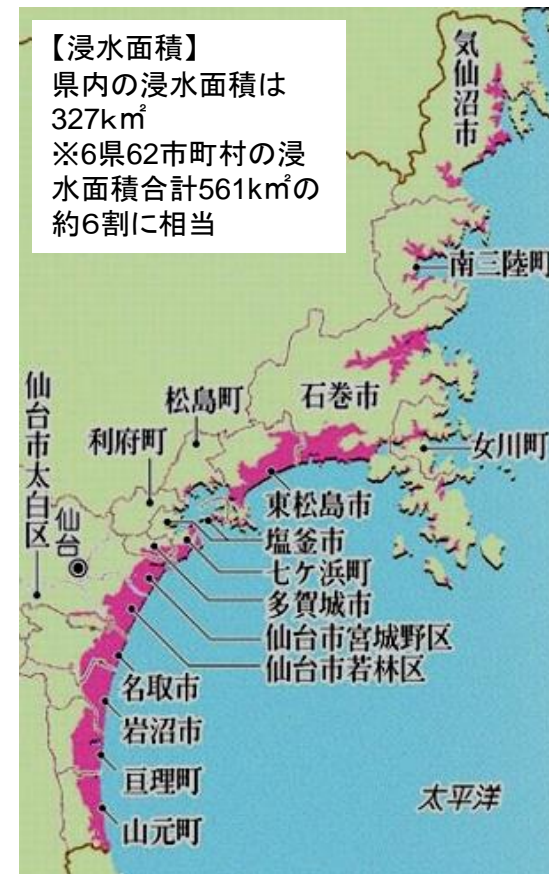 【浸水面積】
県内の浸水面積は
327k㎡
※6県62市町村の浸
水面積合計561k㎡の
約６割に相当
気仙沼市
南三陸町
石巻市
松島町
利府町
女川町
仙台市太白区
仙台
東松島市
塩釜市
七ケ浜町
多賀城市
仙台市宮城野区
仙台市若林区
名取市
岩沼市
亘理町
山元町
太平洋